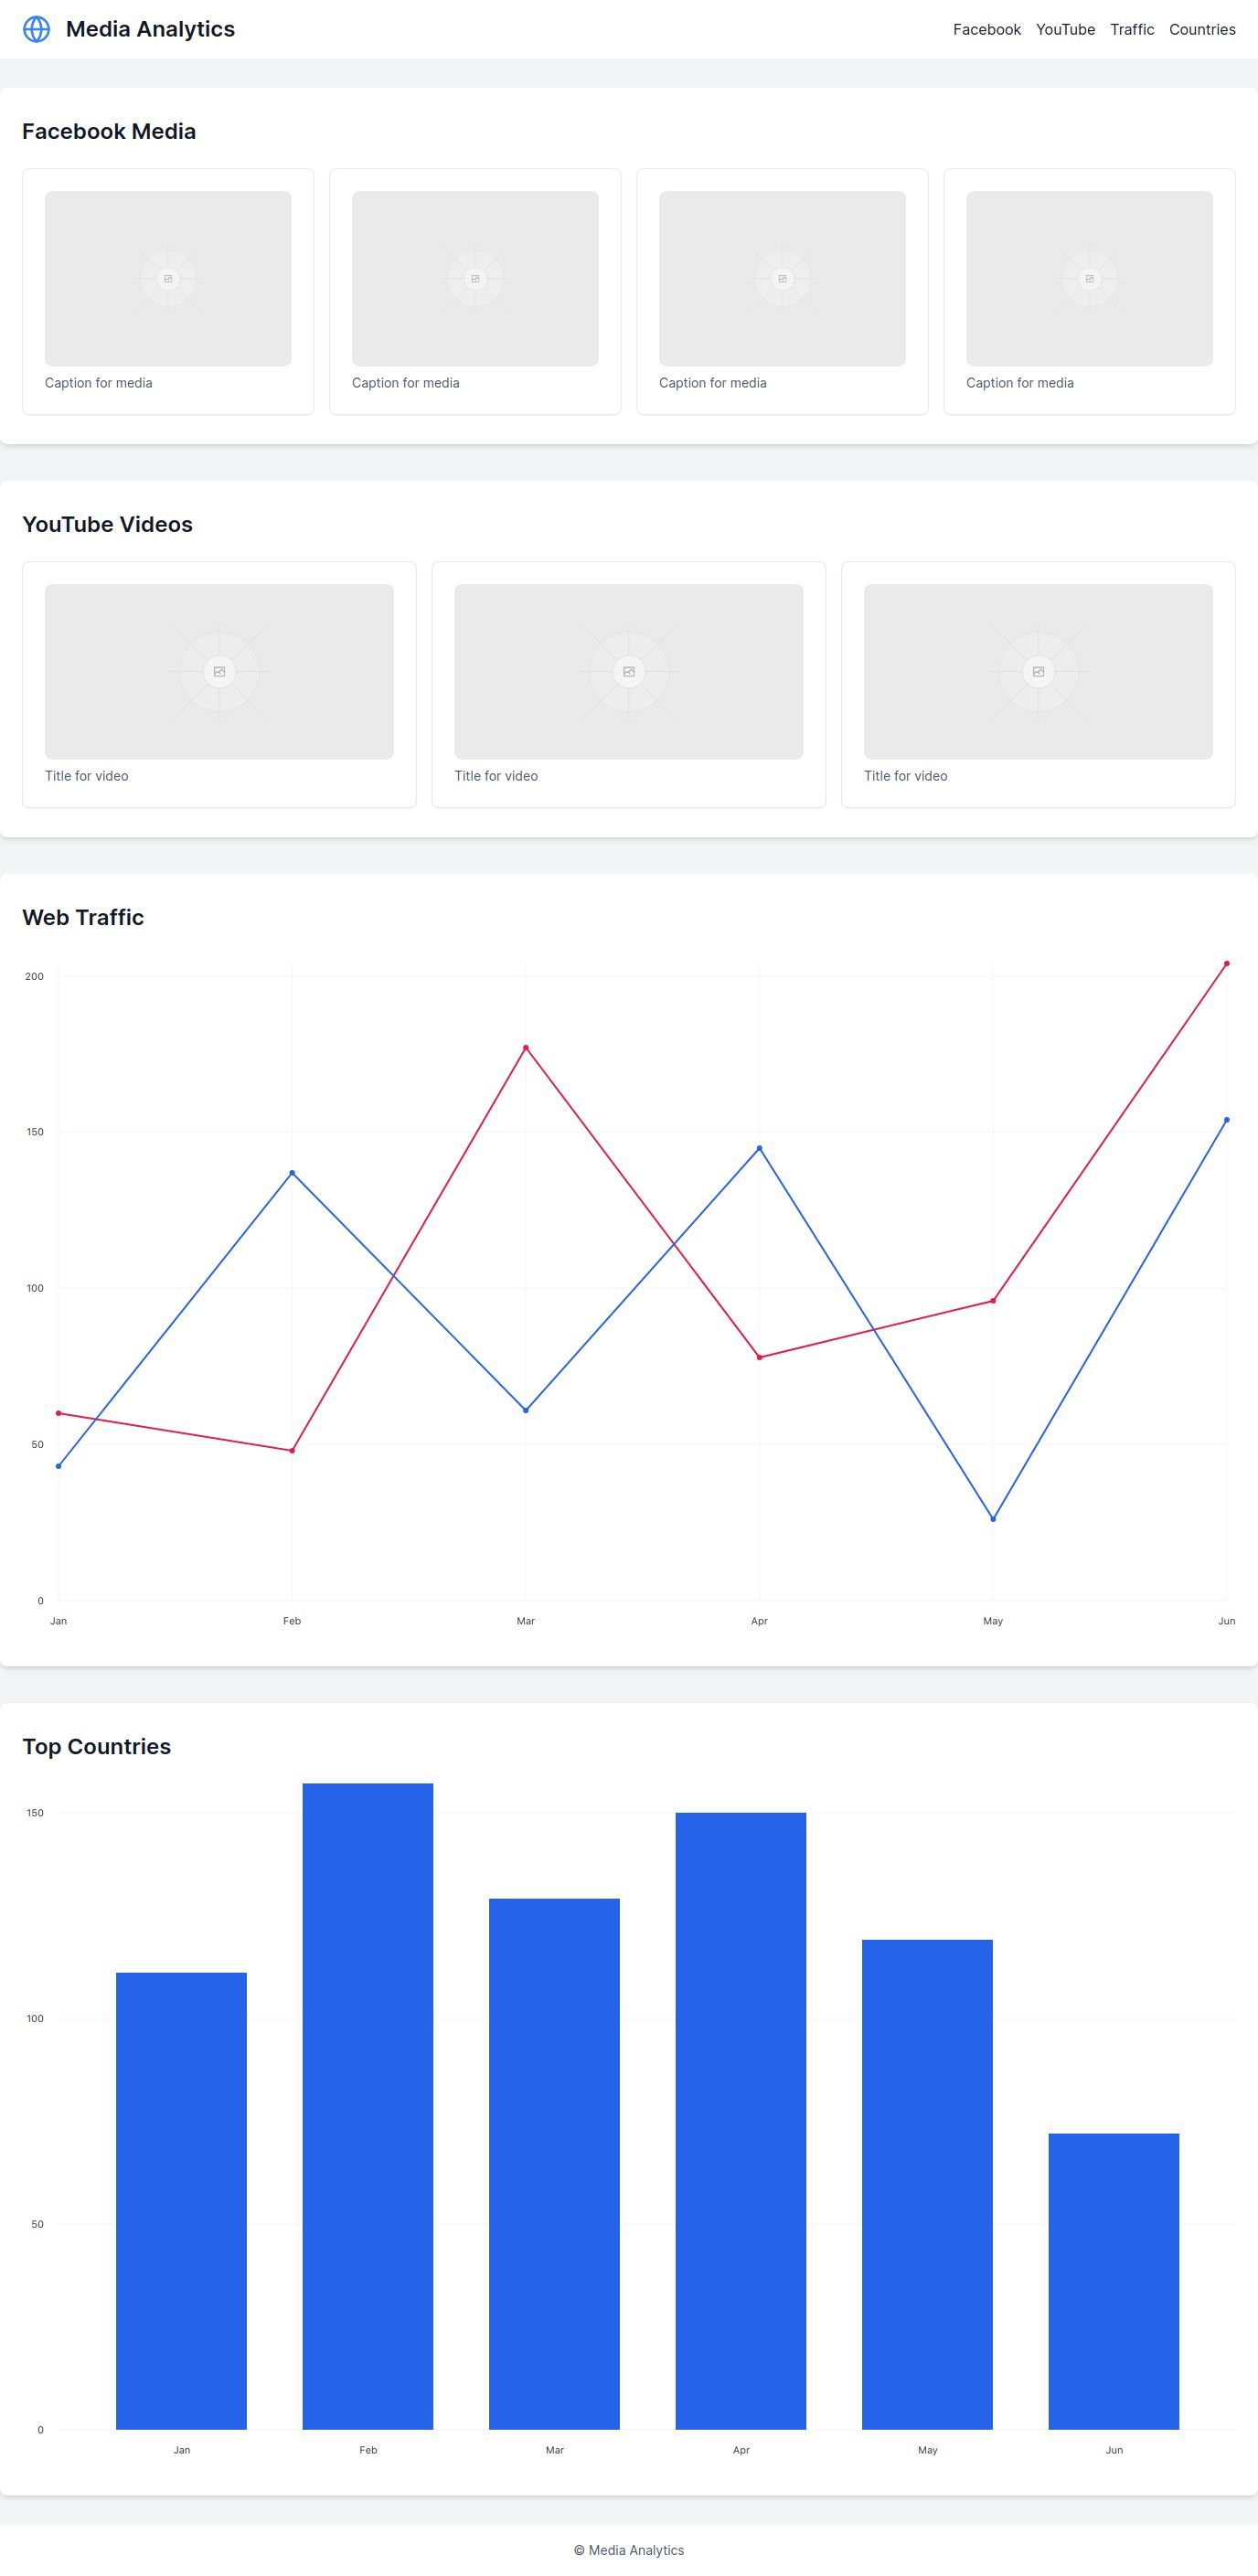 Media Analytics
Facebook YouTube Traffic Countries
Facebook Media
Caption for media Caption for media Caption for media Caption for media
YouTube Videos
Title for video Title for video Title for video
Web Traffic
200
150
100
50
0
Jan Feb Mar Apr May Jun
Top Countries
150
100
50
0
Jan Feb Mar Apr May Jun
© Media Analytics